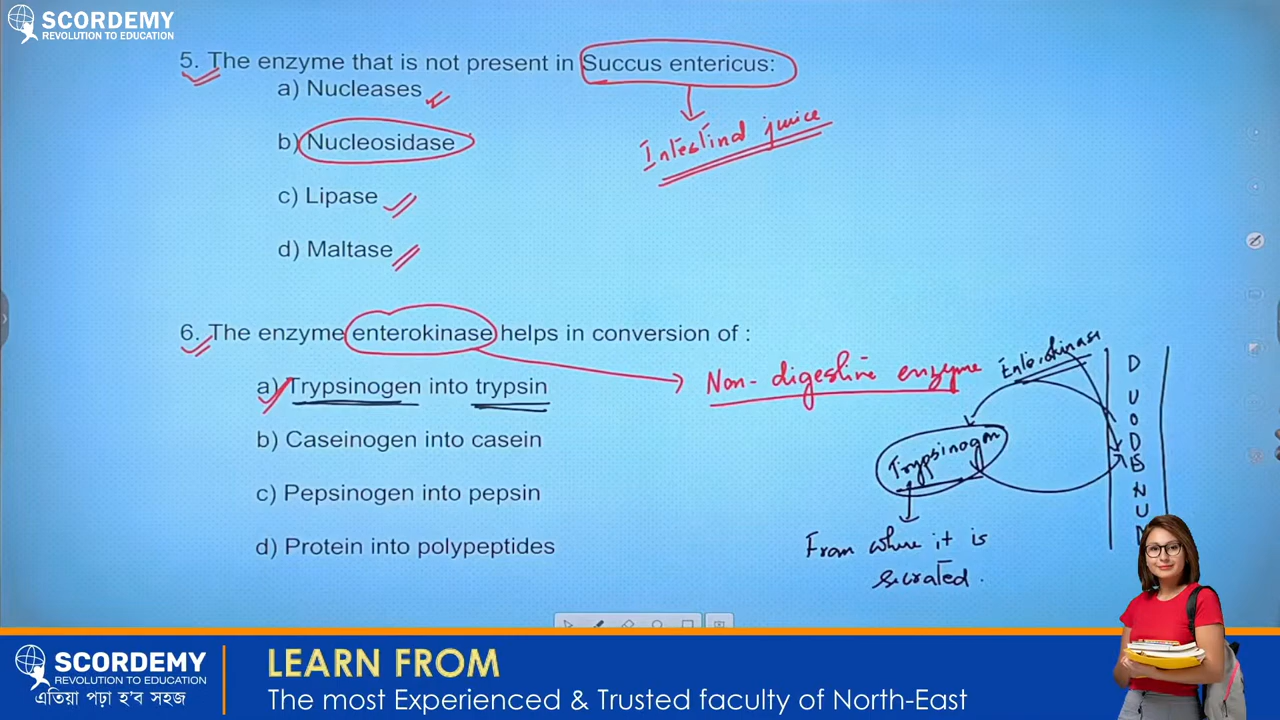 SCORDEMY
REVOLUTION TO EDUCATION
5. The enzyme that is not present in Succus entericus:
a) Nucleases
b) Nucleosidase
Intestinal juice
c) Lipase
d) Maltase
6. The enzyme enterokinase helps in conversion of :
a) Trypsinogen into trypsin
Non-digestive enzyme
Enterokinase
DUODENUM
b) Caseinogen into casein
Trypsinogen
c) Pepsinogen into pepsin
d) Protein into polypeptides
From where it is
secrated.
SCORDEMY
REVOLUTION TO EDUCATION
এতিয়া পঢ়া হ'ব সহজ
LEARN FROM
The most Experienced & Trusted faculty of North-East